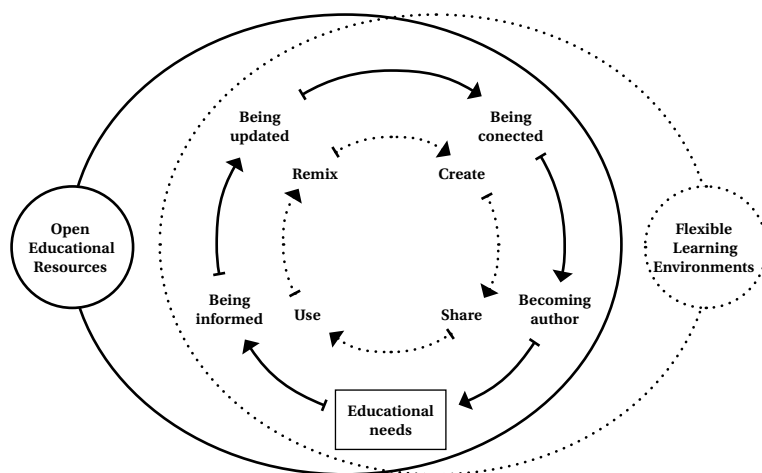 Being
updated
Being
conected
Remix
Create
Open
Educational
Resources
Flexible
Learning
Environments
Being
informed
Use
Share
Becoming
author
Educational
needs